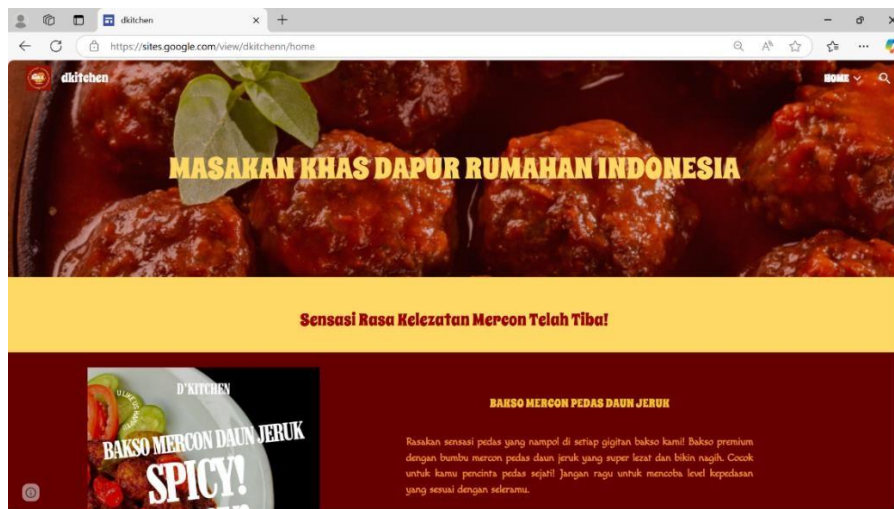 dkitchen
https://sites.google.com/view/dkitchenn/home
dkitchen
HOME
MASAKAN KHAS DAPUR RUMAHAN INDONESIA
Sensasi Rasa Kelezatan Mercon Telah Tiba!
D'KITCHEN
U LIKE US
BAKSO MERCON DAUN JERUK
SPICY!
BAKSO MERCON PEDAS DAUN JERUK
Rasakan sensasi pedas yang nampol di setiap gigitan bakso kami! Bakso premium
dengan bumbu mercon pedas daun jeruk yang super lezat dan bikin nagih. Cocok
untuk kamu pencinta pedas sejati! Jangan ragu untuk mencoba level kepedasan
yang sesuai dengan seleramu.